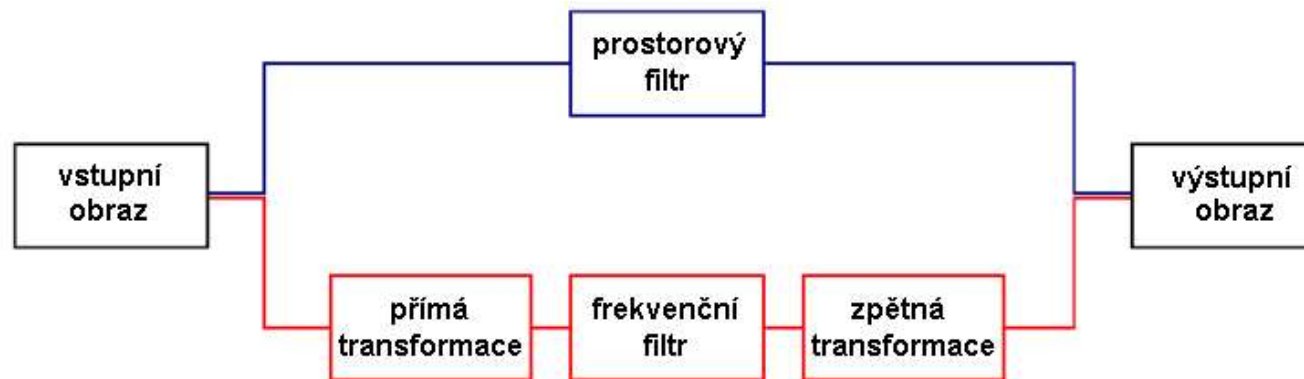 prostorový
filtr
vstupní
obraz
výstupní
obraz
přímá
transformace
frekvenční
filtr
zpětná
transformace